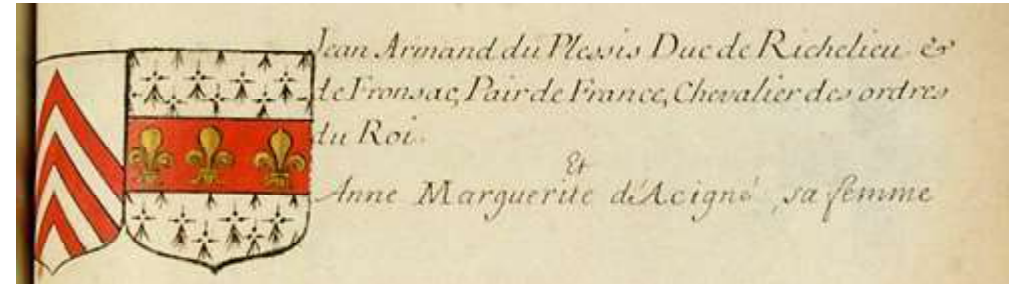 Jean Armand du Plessis Duc de Richelieu &
de Fronsac, Pair de France, Chevalier des ordres
du Roi.
Et
Anne Marguerite d'Acigné, sa femme